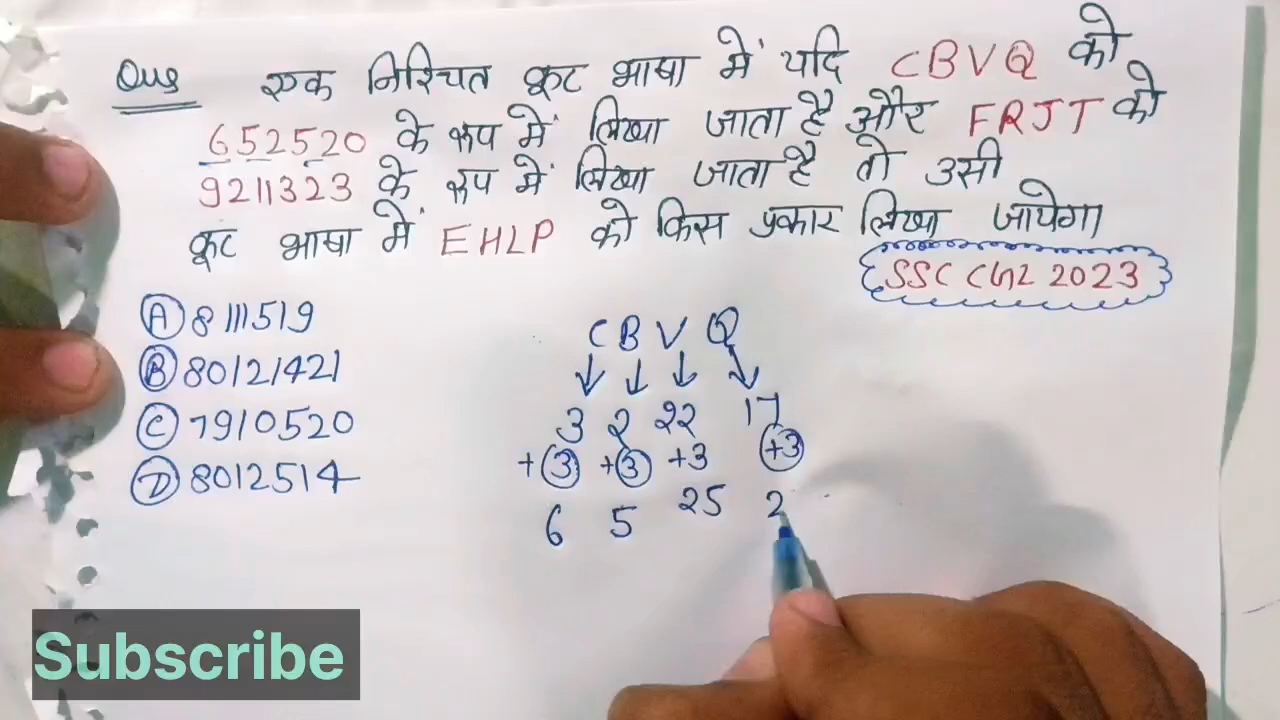 Ques एक निश्चित कूट भाषा में यदि CBVQ को
652520 के रूप में लिखा जाता है और FRJT को
9211323 के रूप में लिखा जाता है तो उसी
कूट भाषा में EHLP को किस प्रकार लिखा जायेगा
SSC CGL 2023
A 8111519
B 80121421
C 7910520
D 8012514
C B V Q
3 2 22 17
+3 +3 +3 +3
6 5 25 2
Subscribe